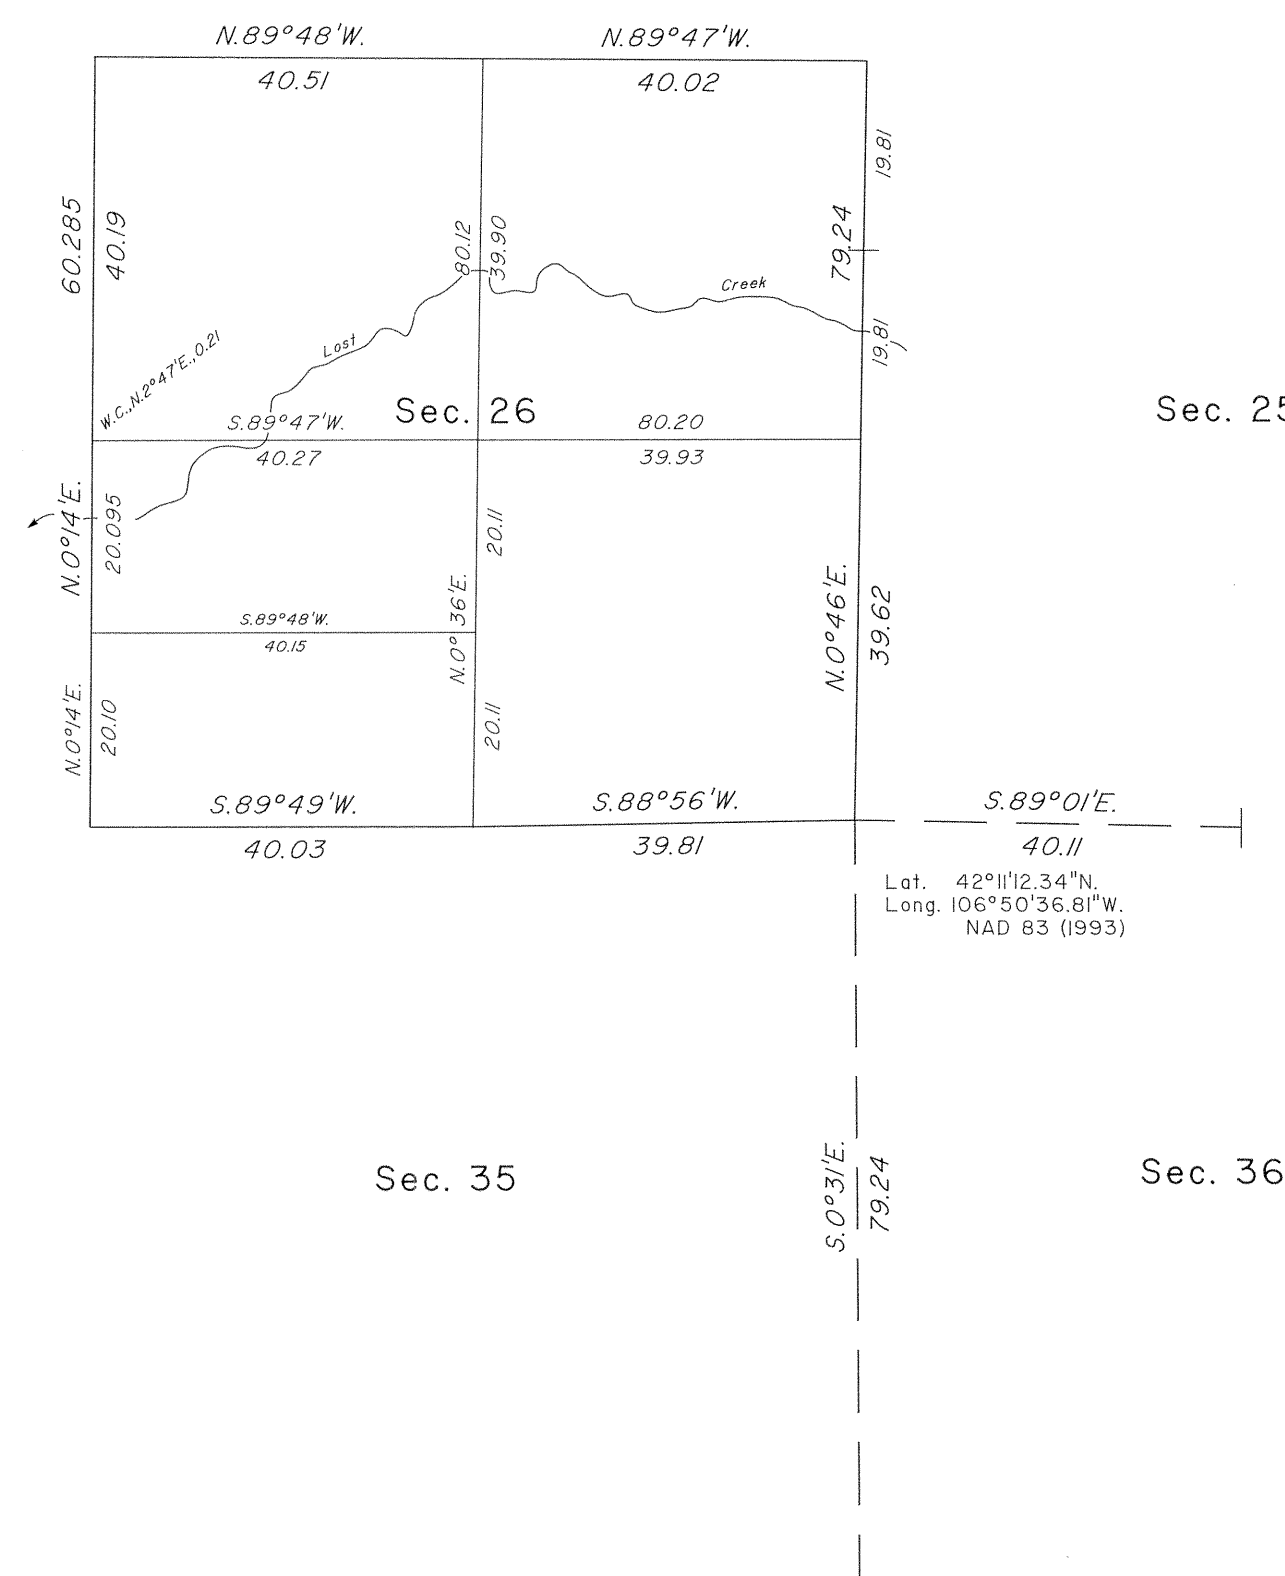 N.89°48'W.
N.89°47'W.
40.51
40.02
19.81
60.285
40.19
80.12
39.90
79.24
Creek
19.81
Lost
W.C.,N.2°47'E.,0.21
Sec. 26
Sec. 25
S.89°47'W.
80.20
40.27
39.93
N.0°14'E.
20.095
20.11
N.0°36'E.
N.0°46'E.
39.62
S.89°48'W.
40.15
N.0°14'E.
20.10
20.11
S.89°49'W.
S.88°56'W.
S.89°01'E.
40.03
39.81
40.11
Lat. 42°11'12.34"N.
Long. 106°50'36.81"W.
NAD 83 (1993)
Sec. 35
S.0°31'E.
79.24
Sec. 36